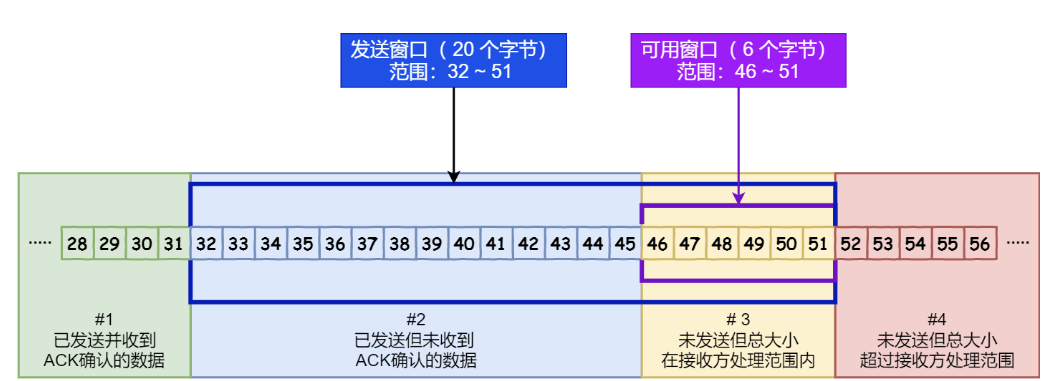 发送窗口（ 20 个字节）
范围：32 ~ 51
可用窗口（ 6 个字节）
范围：46 ~ 51
····· 28 29 30 31 32 33 34 35 36 37 38 39 40 41 42 43 44 45 46 47 48 49 50 51 52 53 54 55 56 ·····
#1
已发送并收到
ACK确认的数据
#2
已发送但未收到
ACK确认的数据
# 3
未发送但总大小
在接收方处理范围内
#4
未发送但总大小
超过接收方处理范围